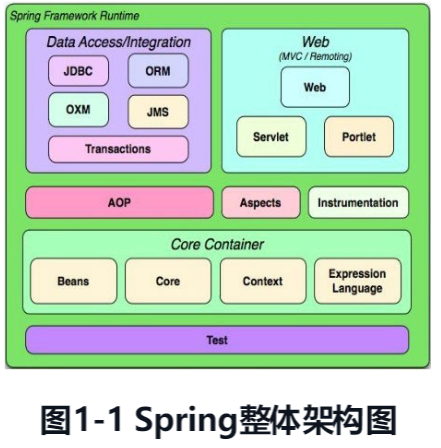 Spring Framework Runtime
Data Access/Integration
JDBC
ORM
OXM
JMS
Transactions
Web
(MVC / Remoting)
Web
Servlet
Portlet
AOP
Aspects
Instrumentation
Core Container
Beans
Core
Context
Expression
Language
Test
图1-1 Spring整体架构图